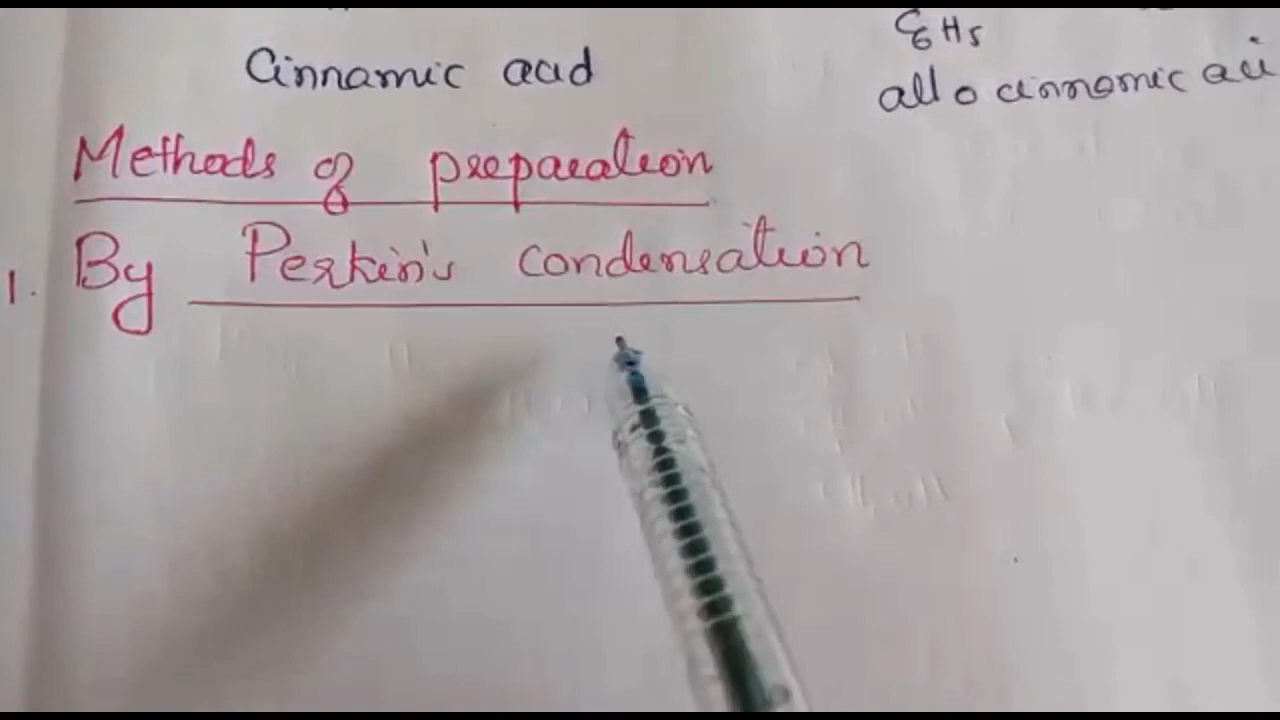 C6H5
Cinnamic acid
allo cinnamic aci
Methods of preparation
1. By Perkin's condensation